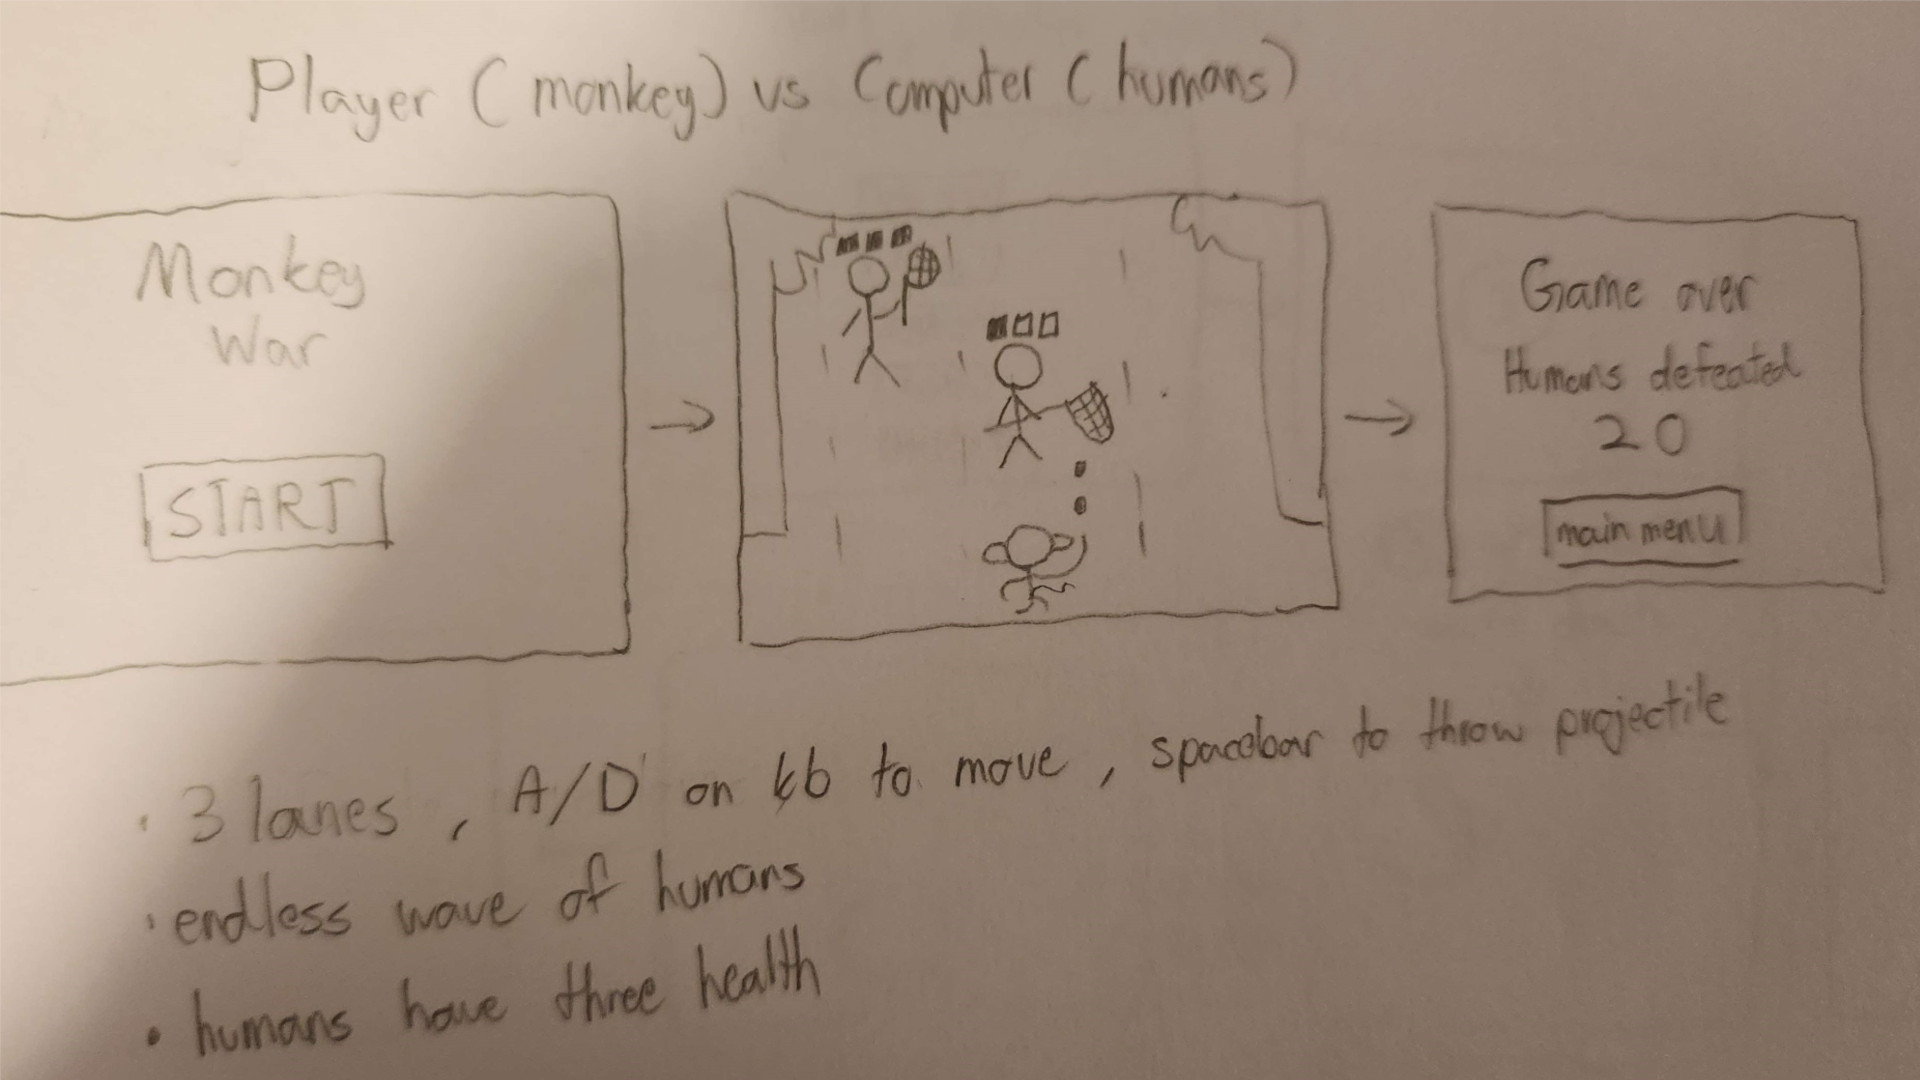 Player (monkey) vs Computer (humans)
Monkey
War
START
Game over
Humans defeated
20
main menu
• 3 lanes, A/D on kb to move, spacebar to throw projectile
• endless wave of humans
• humans have three health